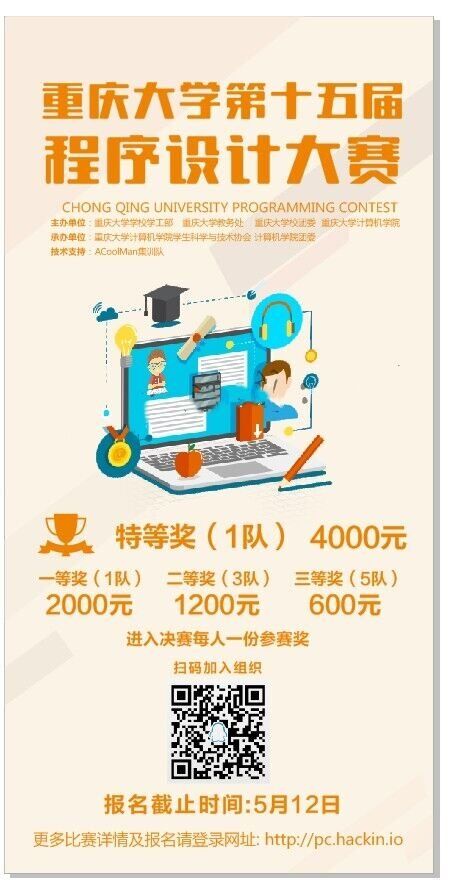 重庆大学第十五届
程序设计大赛
CHONG QING UNIVERSITY PROGRAMMING CONTEST
主办单位：重庆大学学校学工部 重庆大学教务处 重庆大学校团委 重庆大学计算机学院
承办单位：重庆大学计算机学院学生科学与技术协会 计算机学院团委
技术支持：ACoolMan集训队
特等奖（1队） 4000元
一等奖（1队） 二等奖（3队） 三等奖（5队）
2000元 1200元 600元
进入决赛每人一份参赛奖
扫码加入组织
报名截止时间:5月12日
更多比赛详情及报名请登录网址: http://pc.hackin.io